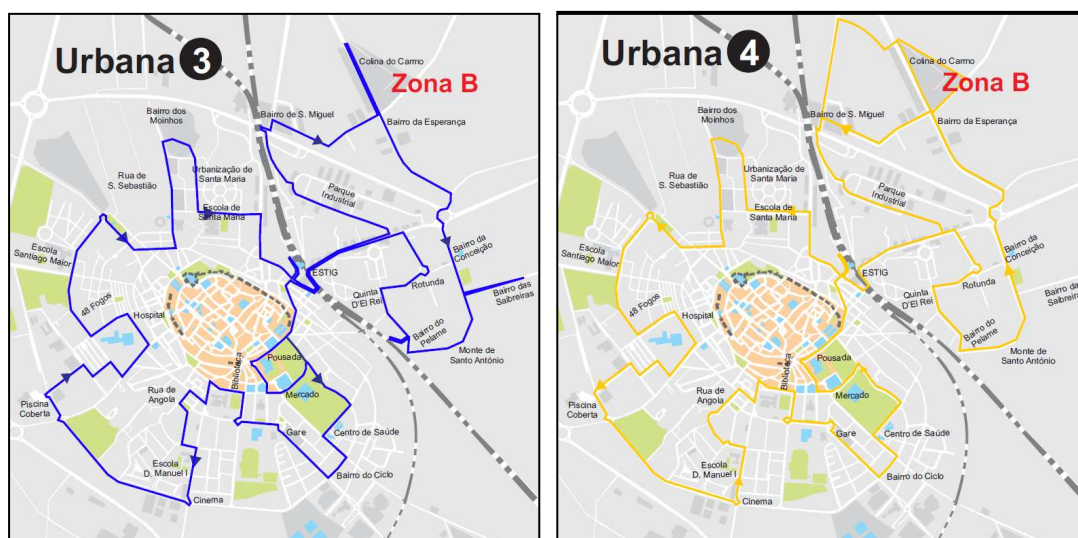 Urbana 3
Colina do Carmo
Zona B
Bairro dos
Moinhos
Bairro de S. Miguel
Bairro da Esperança
Rua de
S. Sebastião
Urbanização de
Santa Maria
Parque
Industrial
Escola de
Santa Maria
Escola
Santiago Maior
Bairro da
Conceição
ESTIG
Rotunda
Bairro das
Saibreiras
Quinta
D'El Rei
48 Fogos
Hospital
Bairro do
Pelame
Monte de
Santo António
Biblioteca
Pousada
Rua de
Angola
Mercado
Piscina
Coberta
Gare
Centro de Saúde
Escola
D. Manuel I
Bairro do Ciclo
Cinema
Urbana 4
Colina do Carmo
Zona B
Bairro dos
Moinhos
Bairro de S. Miguel
Bairro da Esperança
Rua de
S. Sebastião
Urbanização de
Santa Maria
Parque
Industrial
Escola de
Santa Maria
Escola
Santiago Maior
Bairro da
Conceição
ESTIG
Rotunda
Bairro das
Saibreiras
Quinta
D'El Rei
48 Fogos
Hospital
Bairro do
Pelame
Monte de
Santo António
Biblioteca
Pousada
Rua de
Angola
Mercado
Piscina
Coberta
Gare
Centro de Saúde
Escola
D. Manuel I
Bairro do Ciclo
Cinema